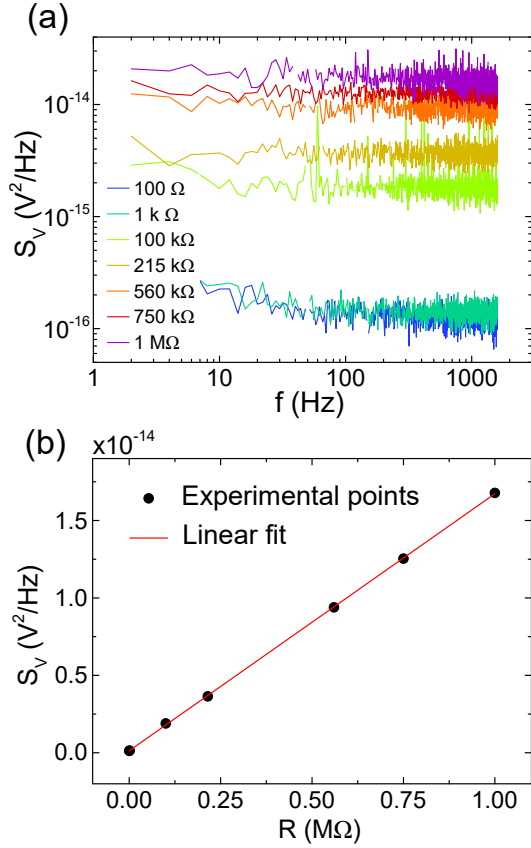 (a)
10⁻¹⁴
10⁻¹⁵
10⁻¹⁶
S_V (V²/Hz)
100 Ω
1 k Ω
100 kΩ
215 kΩ
560 kΩ
750 kΩ
1 MΩ
1 10 100 1000
f (Hz)
(b)
x10⁻¹⁴
Experimental points
Linear fit
1.5
1.0
0.5
0.0
S_V (V²/Hz)
0.00 0.25 0.50 0.75 1.00
R (MΩ)